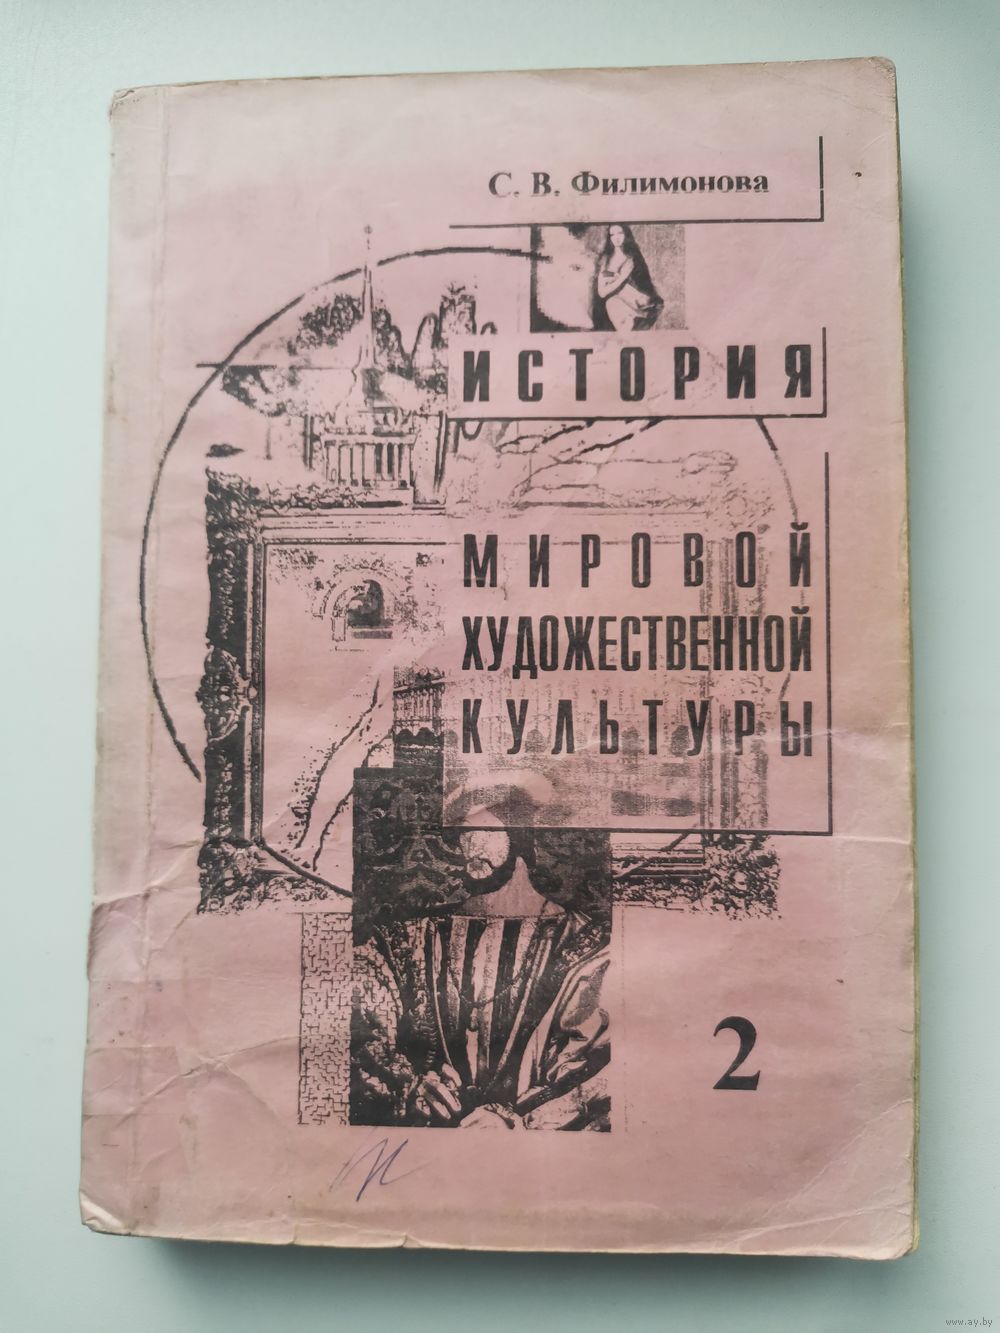 С. В. Филимонова
ИСТОРИЯ
МИРОВОЙ
ХУДОЖЕСТВЕННОЙ
КУЛЬТУРЫ
2
www.ay.by